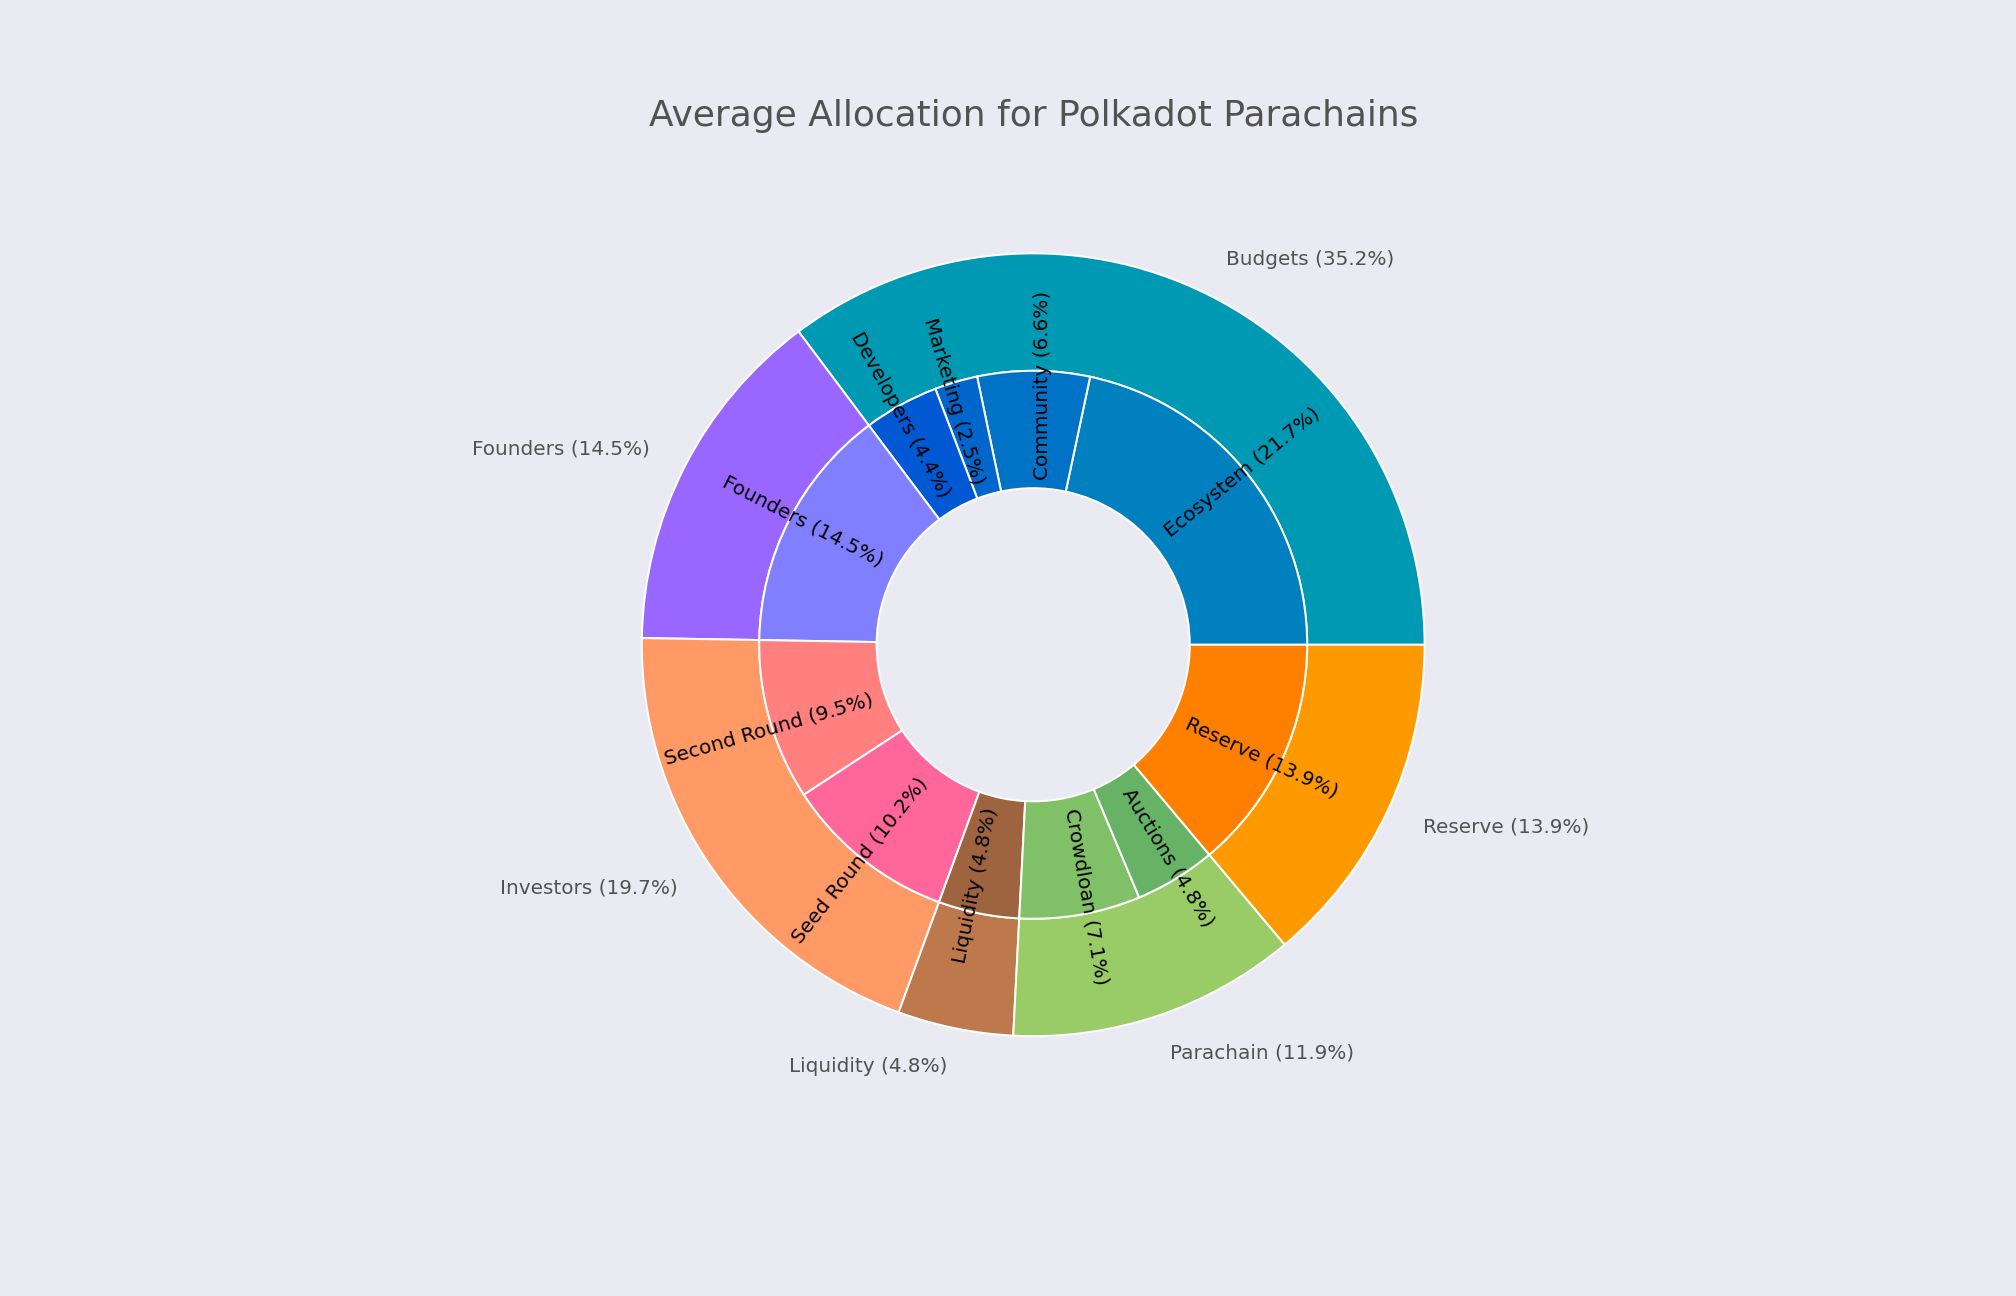 Average Allocation for Polkadot Parachains
Budgets (35.2%)
Founders (14.5%)
Investors (19.7%)
Liquidity (4.8%)
Parachain (11.9%)
Reserve (13.9%)
Ecosystem (21.7%)
Community (6.6%)
Marketing (2.5%)
Developers (4.4%)
Founders (14.5%)
Second Round (9.5%)
Seed Round (10.2%)
Liquidity (4.8%)
Crowdloan (7.1%)
Auctions (4.8%)
Reserve (13.9%)